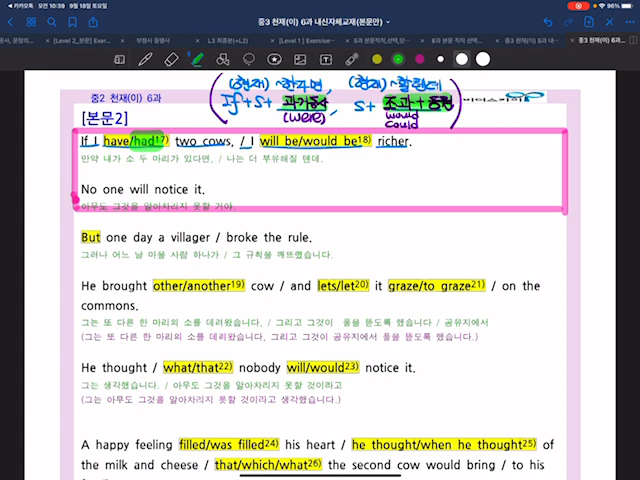 카카오톡 오전 10:39 9월 18일 토요일
96%
중3 천재(이) 6과 내신자체교재(본문만)
[Level 2_분문] Exer...
부정사 동명사
L3 최종본(+L2)
[Level 1] Exercise...
중3 천재(이) 6과 내...
중3 천재(이) 6과...
(현재) ~한다면, (현재) ~할텐데
If + S + 과거동사, S + 조과 + 동원
(were) would
could
중2 천재(이) 6과
[본문2]
If I have/had17) two cows, / I will be/would be18) richer.
만약 내가 소 두 마리가 있다면, / 나는 더 부유해질 텐데.
No one will notice it.
아무도 그것을 알아차리지 못할 거야.
But one day a villager / broke the rule.
그러나 어느 날 마을 사람 하나가 / 그 규칙을 깨뜨렸습니다.
He brought other/another19) cow / and lets/let20) it graze/to graze21) / on the
commons.
그는 또 다른 한 마리의 소를 데려왔습니다, / 그리고 그것이 풀을 뜯도록 했습니다 / 공유지에서
(그는 또 다른 한 마리의 소를 데려왔습니다, 그리고 그것이 공유지에서 풀을 뜯도록 했습니다.)
He thought / what/that22) nobody will/would23) notice it.
그는 생각했습니다. / 아무도 그것을 알아차리지 못할 것이라고
(그는 아무도 그것을 알아차리지 못할 것이라고 생각했습니다.)
A happy feeling filled/was filled24) his heart / he thought/when he thought25) of
the milk and cheese / that/which/what26) the second cow would bring / to his